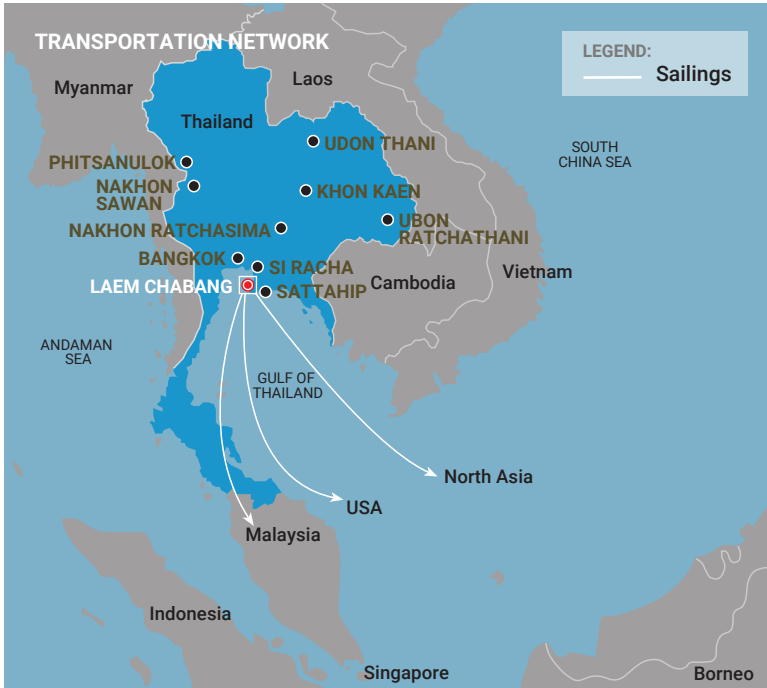 TRANSPORTATION NETWORK
LEGEND:
Sailings
Myanmar
Laos
Thailand
UDON THANI
SOUTH
CHINA SEA
PHITSANULOK
NAKHON
SAWAN
KHON KAEN
NAKHON RATCHASIMA
UBON
RATCHATHANI
BANGKOK
SI RACHA
LAEM CHABANG
SATTAHIP
Cambodia
Vietnam
ANDAMAN
SEA
GULF OF
THAILAND
North Asia
USA
Malaysia
Indonesia
Singapore
Borneo